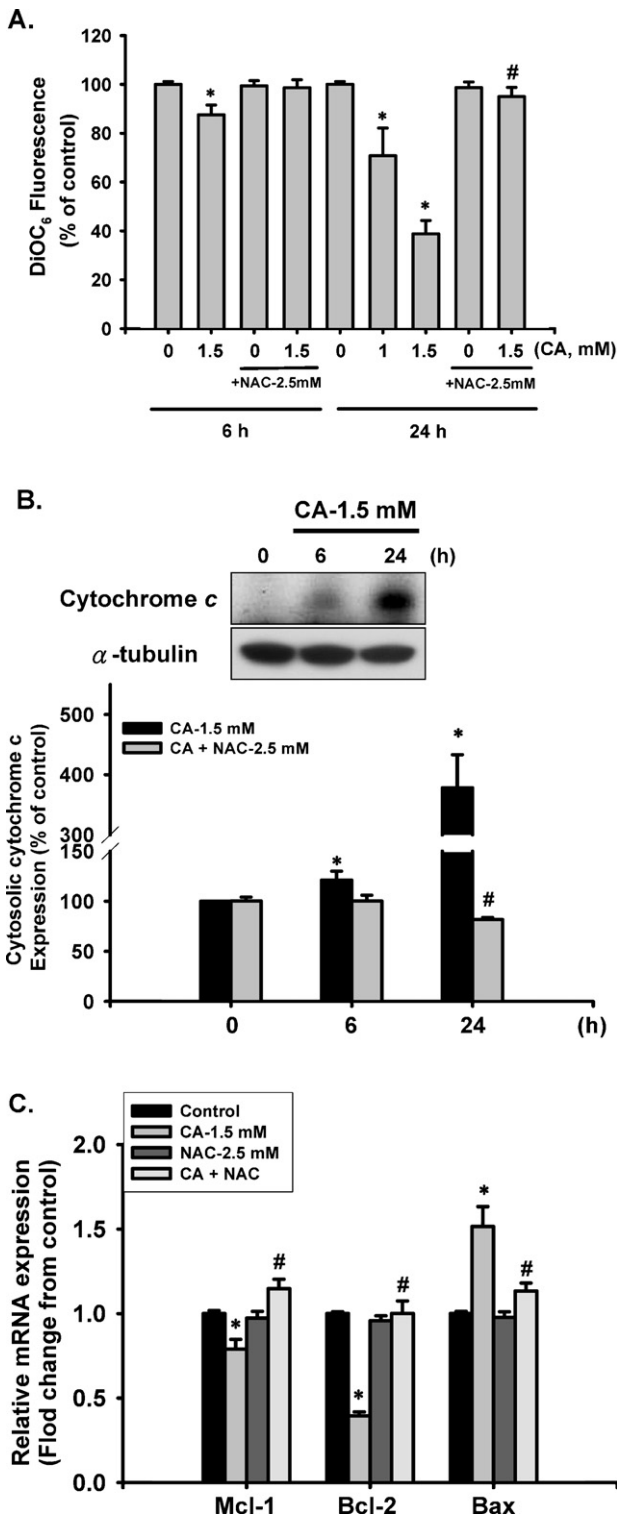 A.
DiOC6 Fluorescence
(% of control)
120
100
80
60
40
20
0
*
*
*
#
0 1.5 0 1.5 0 1 1.5 0 1.5 (CA, mM)
+NAC-2.5mM +NAC-2.5mM
6 h 24 h
B.
CA-1.5 mM
0 6 24 (h)
Cytochrome c
α-tubulin
Cytosolic cytochrome c
Expression (% of control)
500
400
300
150
100
50
0
CA-1.5 mM
CA + NAC-2.5 mM
*
*
#
0 6 24 (h)
C.
Relative mRNA expression
(Flod change from control)
2.0
1.5
1.0
0.5
0.0
Control
CA-1.5 mM
NAC-2.5 mM
CA + NAC
*
#
*
#
*
#
Mcl-1 Bcl-2 Bax